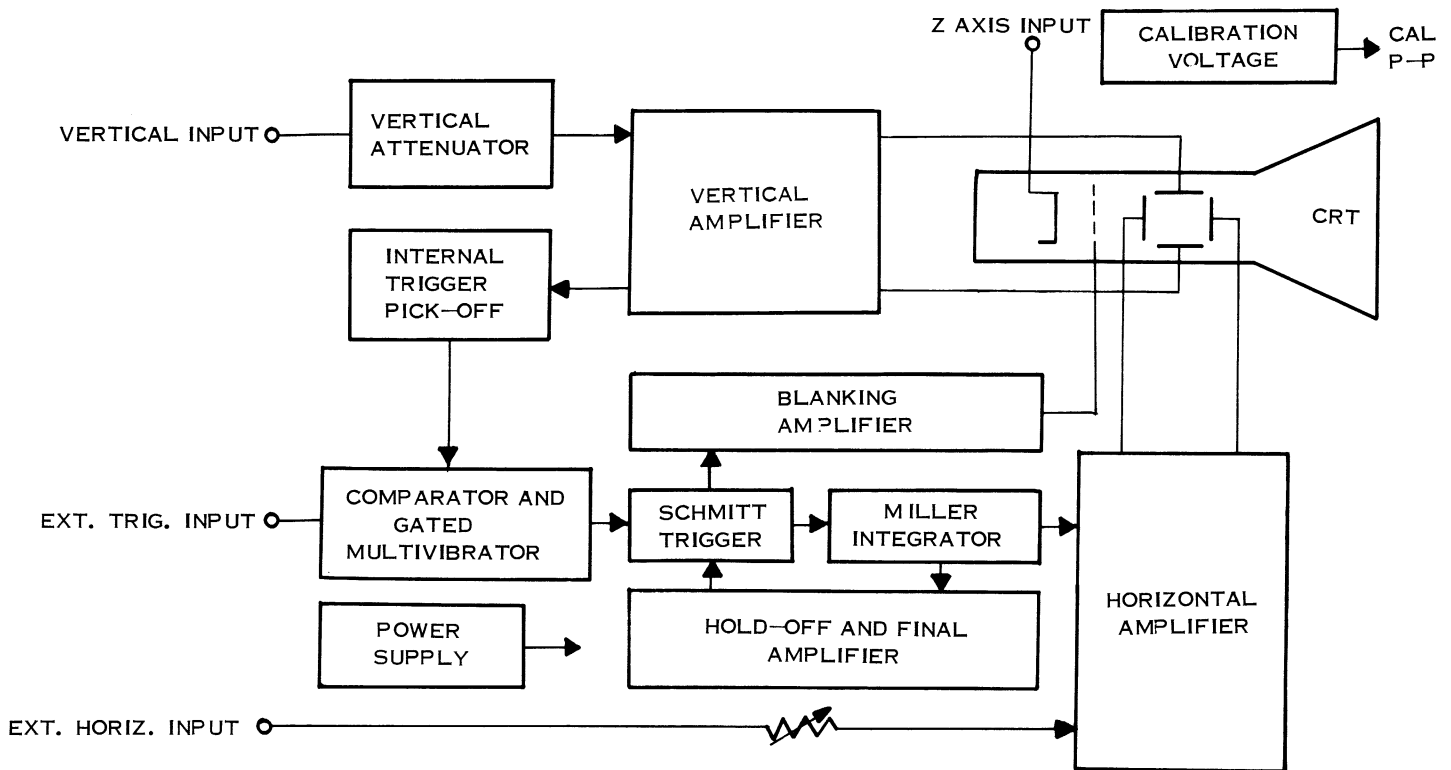 Z AXIS INPUT
CALIBRATION
VOLTAGE
CAL
P-P
VERTICAL INPUT
VERTICAL
ATTENUATOR
VERTICAL
AMPLIFIER
CRT
INTERNAL
TRIGGER
PICK-OFF
BLANKING
AMPLIFIER
EXT. TRIG. INPUT
COMPARATOR AND
GATED
MULTIVIBRATOR
SCHMITT
TRIGGER
MILLER
INTEGRATOR
HORIZONTAL
AMPLIFIER
POWER
SUPPLY
HOLD-OFF AND FINAL
AMPLIFIER
EXT. HORIZ. INPUT